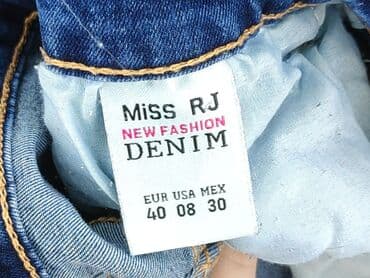 MiSS RJ
NEW FASHION
DENIM
EUR USA MEX
40 08 30